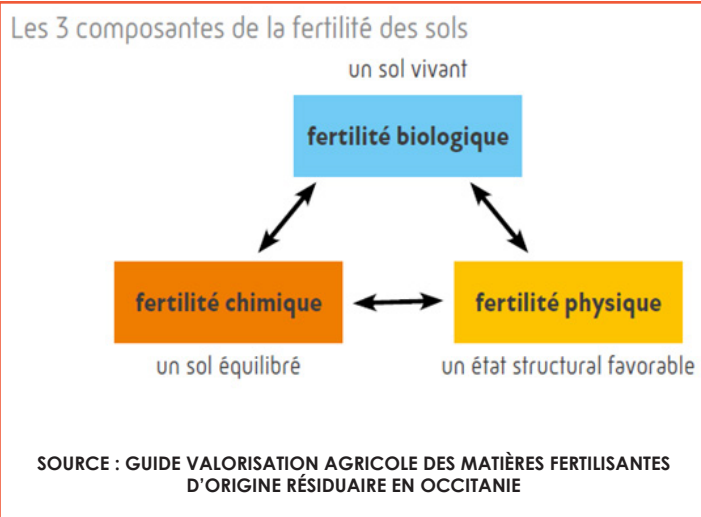 Les 3 composantes de la fertilité des sols
un sol vivant
fertilité biologique
fertilité chimique
fertilité physique
un sol équilibré
un état structural favorable
SOURCE : GUIDE VALORISATION AGRICOLE DES MATIÈRES FERTILISANTES
D'ORIGINE RÉSIDUAIRE EN OCCITANIE